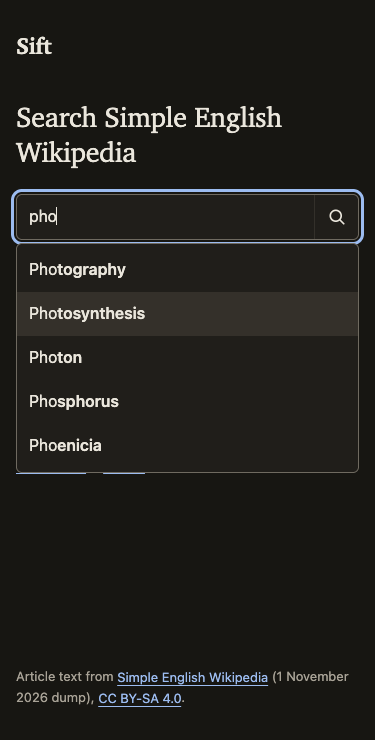 Sift
Search Simple English
Wikipedia
pho
Photography
Photosynthesis
Photon
Phosphorus
Phoenicia
Article text from Simple English Wikipedia (1 November
2026 dump), CC BY-SA 4.0.